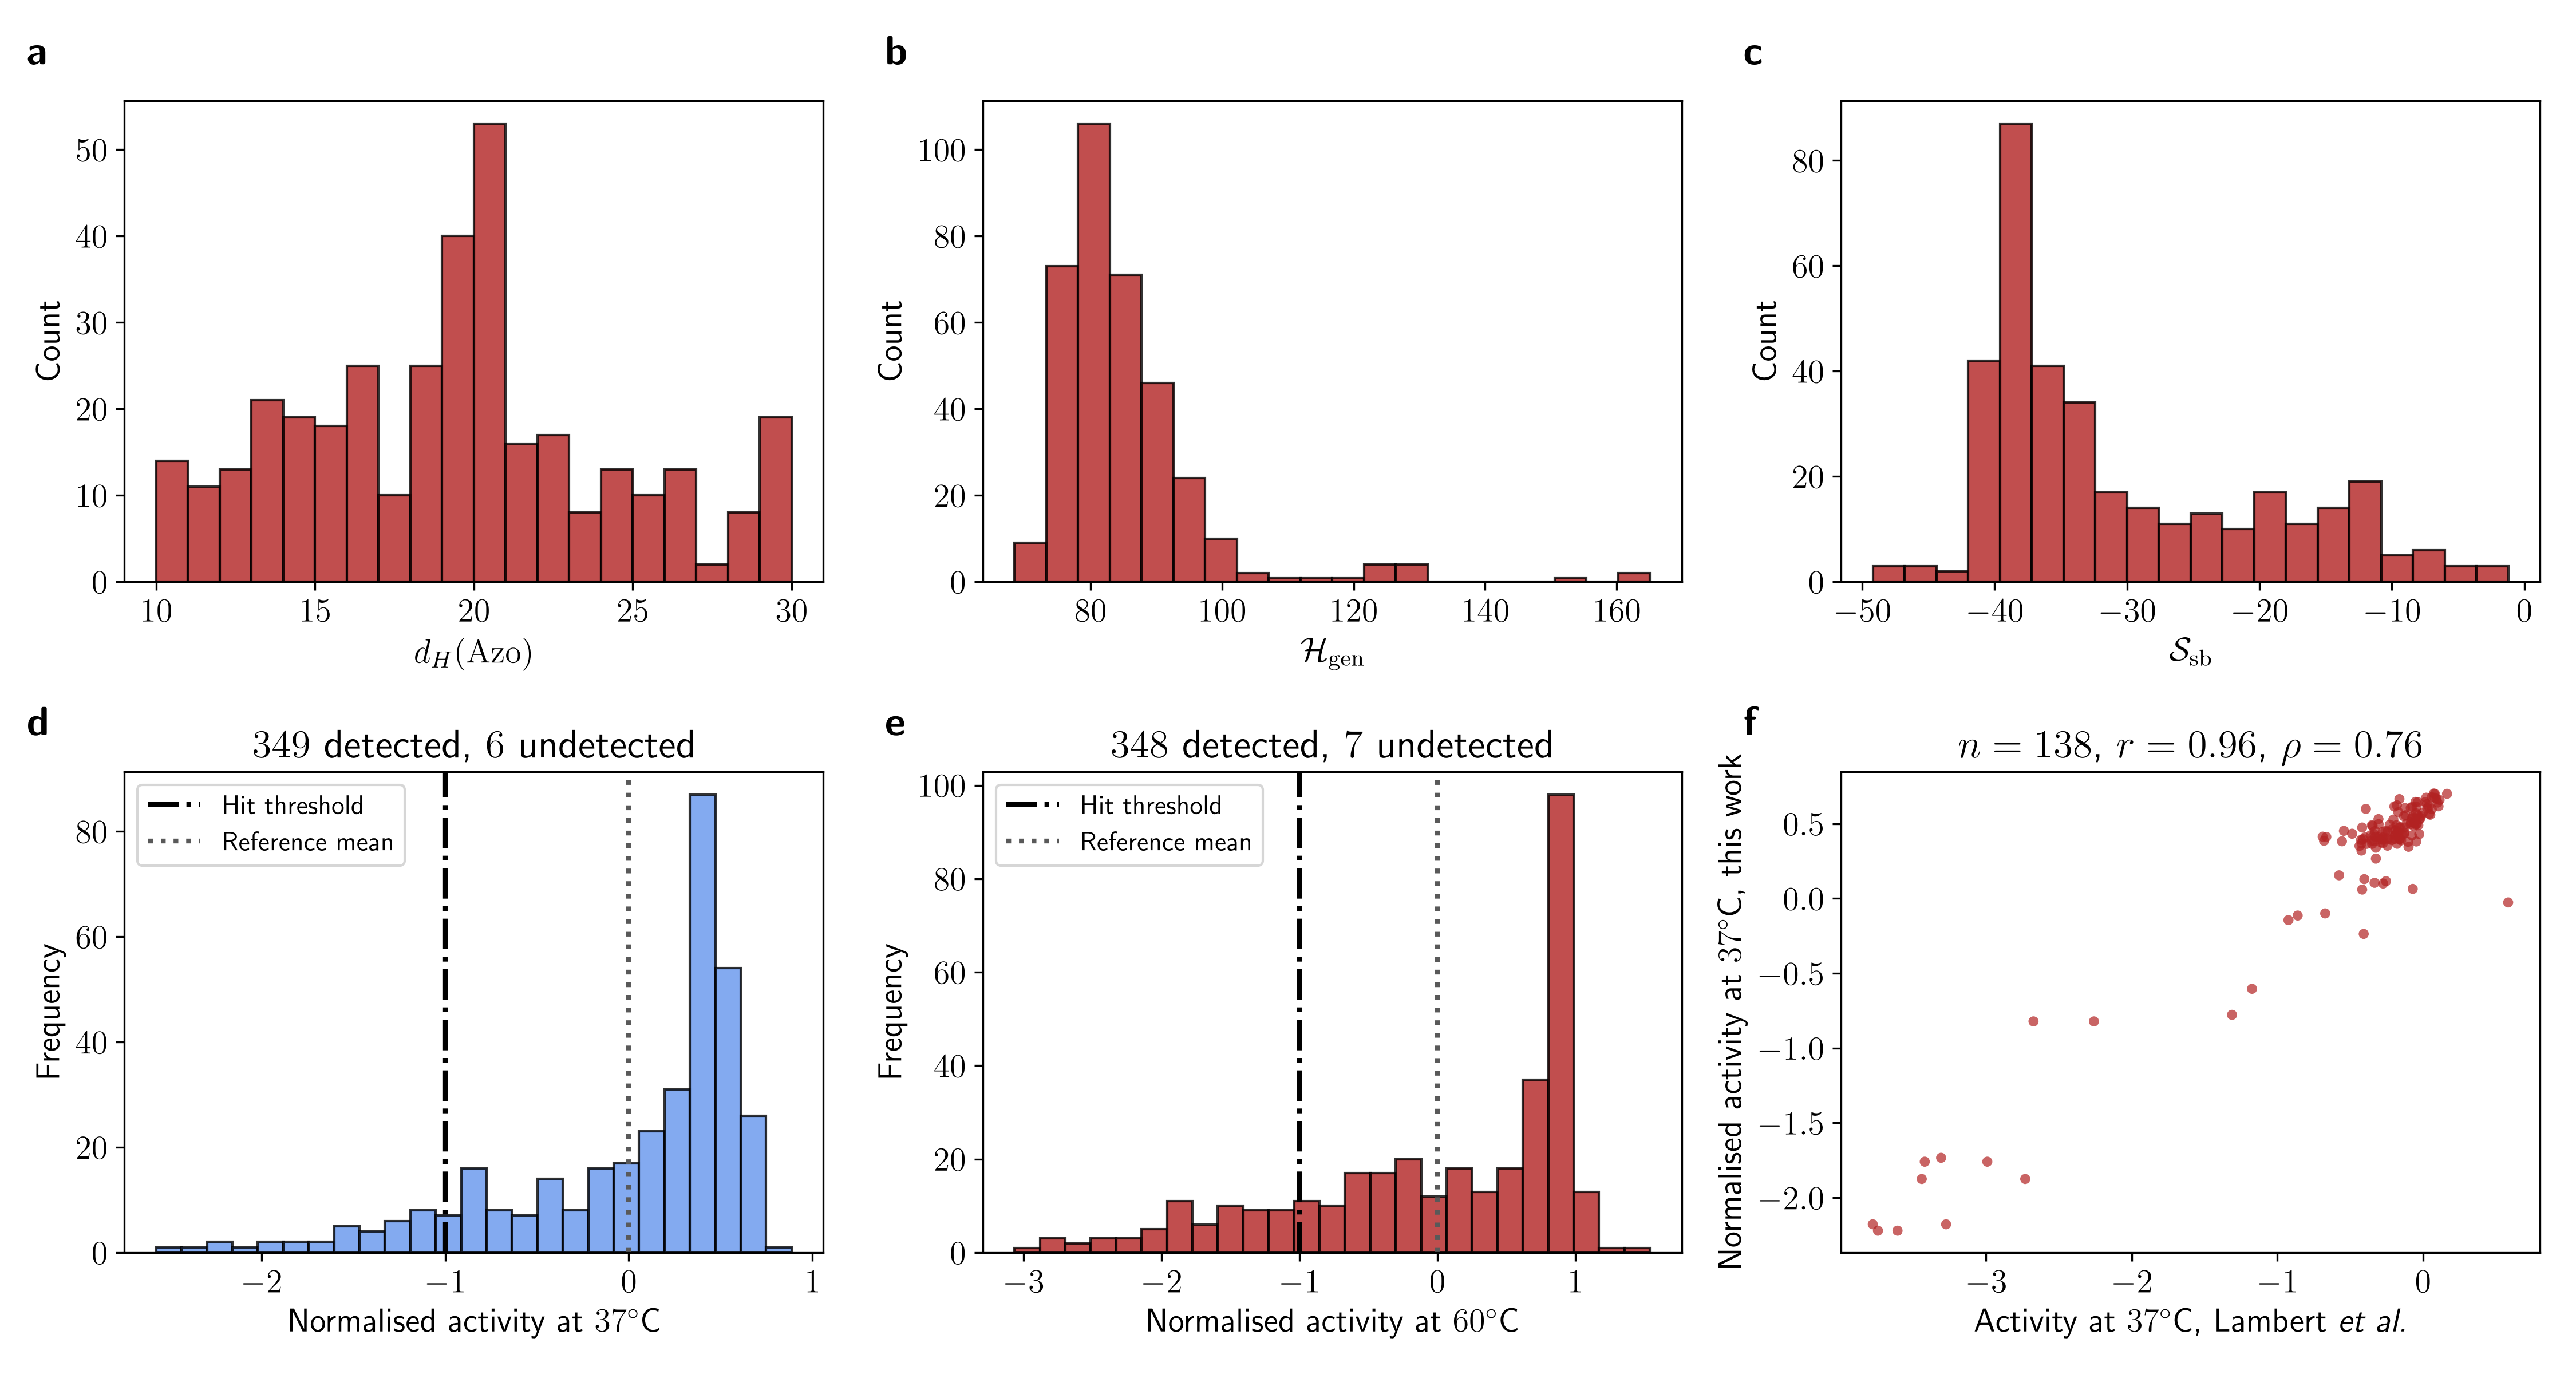 a
b
c
Count
50
40
30
20
10
0
10
15
20
25
30
d_H(Azo)
Count
100
80
60
40
20
0
80
100
120
140
160
ℋ_gen
Count
80
60
40
20
0
−50
−40
−30
−20
−10
0
𝒮_sb
d
349 detected, 6 undetected
Hit threshold
Reference mean
Frequency
80
60
40
20
0
−2
−1
0
1
Normalised activity at 37°C
e
348 detected, 7 undetected
Hit threshold
Reference mean
Frequency
100
80
60
40
20
0
−3
−2
−1
0
1
Normalised activity at 60°C
f
n = 138, r = 0.96, ρ = 0.76
Normalised activity at 37°C, this work
0.5
0.0
−0.5
−1.0
−1.5
−2.0
−3
−2
−1
0
Activity at 37°C, Lambert et al.